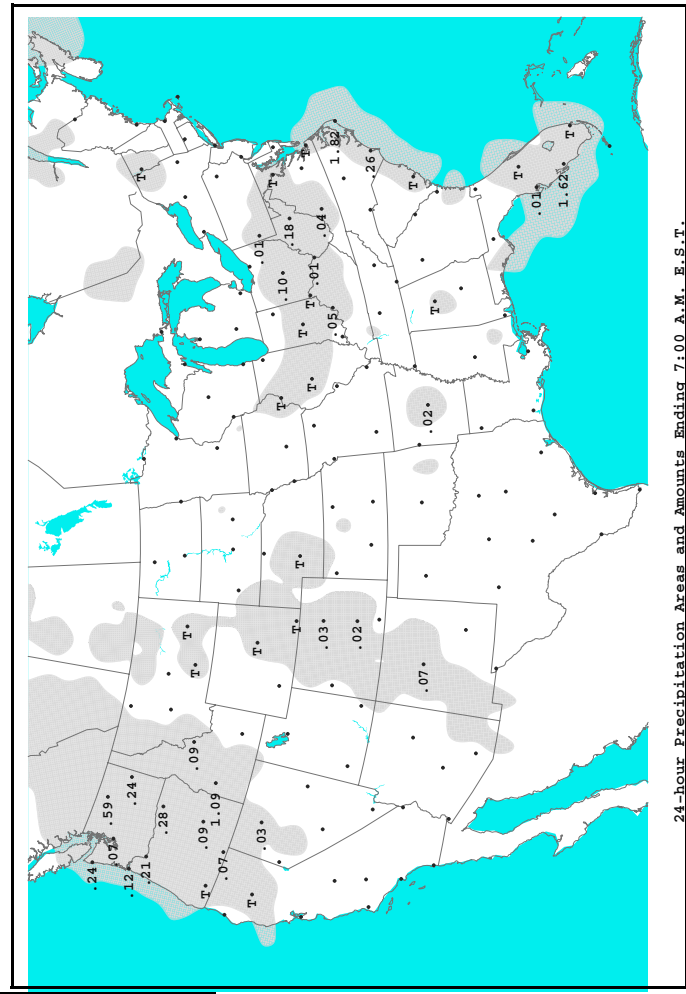 .24
.59
.07
.12
.24
T
.21
.28
T
.09
T
.09
T
1.09
.07
T
T
.01
.03
T
T
.10
.18
T
T
T
T
T
T
.01
.04
.03
.05
1.82
.02
.26
T
.07
.02
T
T
.01
1.62
T
24-hour Precipitation Areas and Amounts Ending 7:00 A.M. E.S.T.